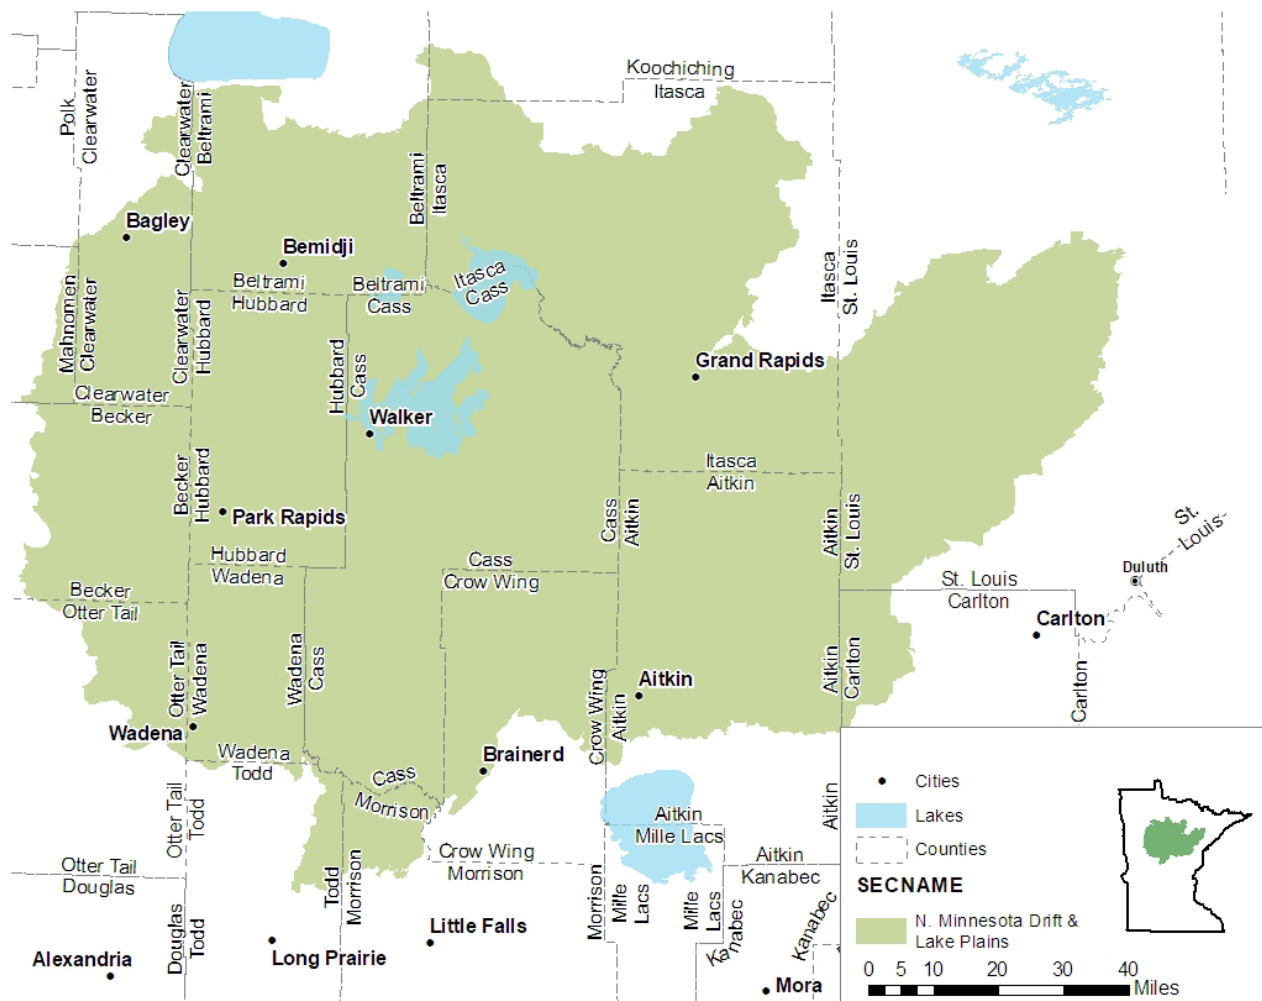 Koochiching
Itasca
Polk
Clearwater
Clearwater
Beltrami
Beltrami
Itasca
Bagley
Bemidji
Beltrami
Hubbard
Beltrami
Cass
Itasca
Cass
Itasca
St. Louis
Mahnomen
Clearwater
Clearwater
Hubbard
Hubbard
Cass
Grand Rapids
Clearwater
Becker
Walker
Becker
Hubbard
Itasca
Aitkin
Park Rapids
Cass
Aitkin
Aitkin
St. Louis
St.
Louis
Hubbard
Wadena
Cass
Crow Wing
Duluth
Becker
Otter Tail
St. Louis
Carlton
Carlton
Otter Tail
Wadena
Wadena
Cass
Crow Wing
Aitkin
Aitkin
Aitkin
Carlton
Carlton
Wadena
Wadena
Todd
Brainerd
Cass
Morrison
Otter Tail
Todd
Aitkin
Mille Lacs
Aitkin
Otter Tail
Douglas
Todd
Morrison
Crow Wing
Morrison
Aitkin
Kanabec
Morrison
Mille
Lacs
Mille
Lacs
Kanabec
Kanabec
Kanabec
Douglas
Todd
Little Falls
Long Prairie
Alexandria
Mora
Cities
Lakes
Counties
SECNAME
N. Minnesota Drift &
Lake Plains
0 5 10 20 30 40
Miles